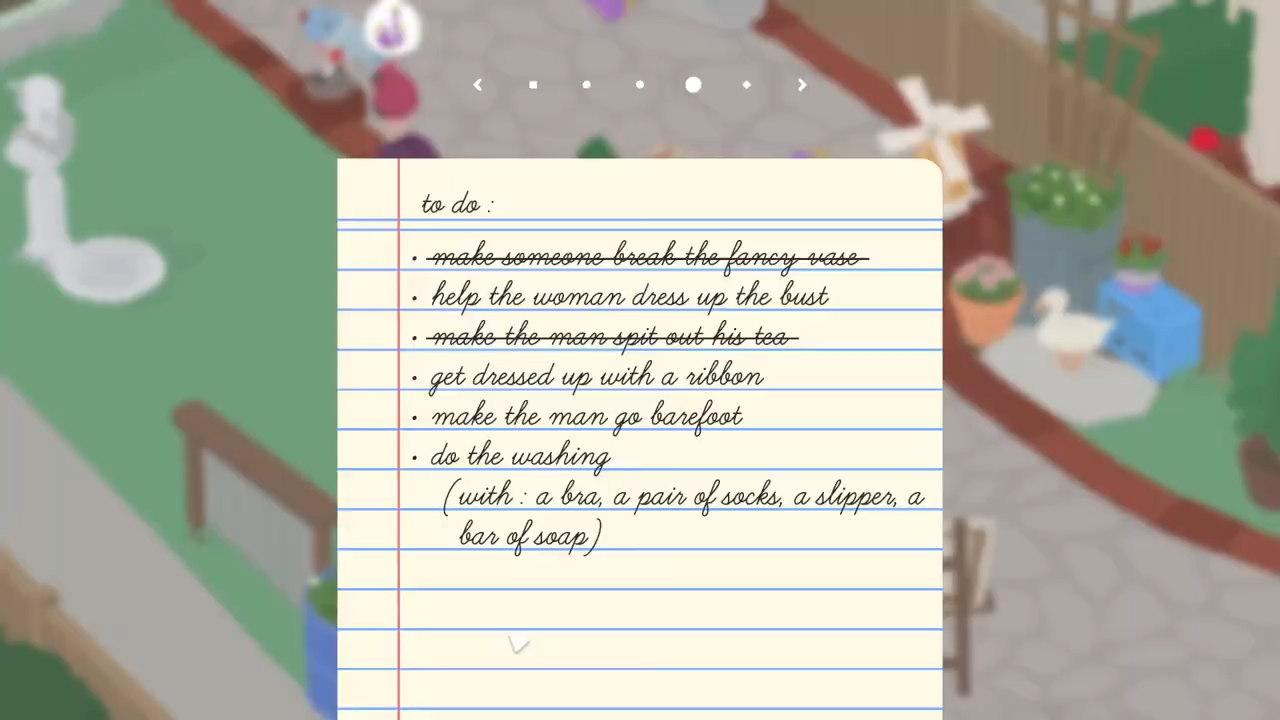 to do :
• make someone break the fancy vase
• help the woman dress up the bust
• make the man spit out his tea
• get dressed up with a ribbon
• make the man go barefoot
• do the washing
(with : a bra, a pair of socks, a slipper, a
bar of soap)